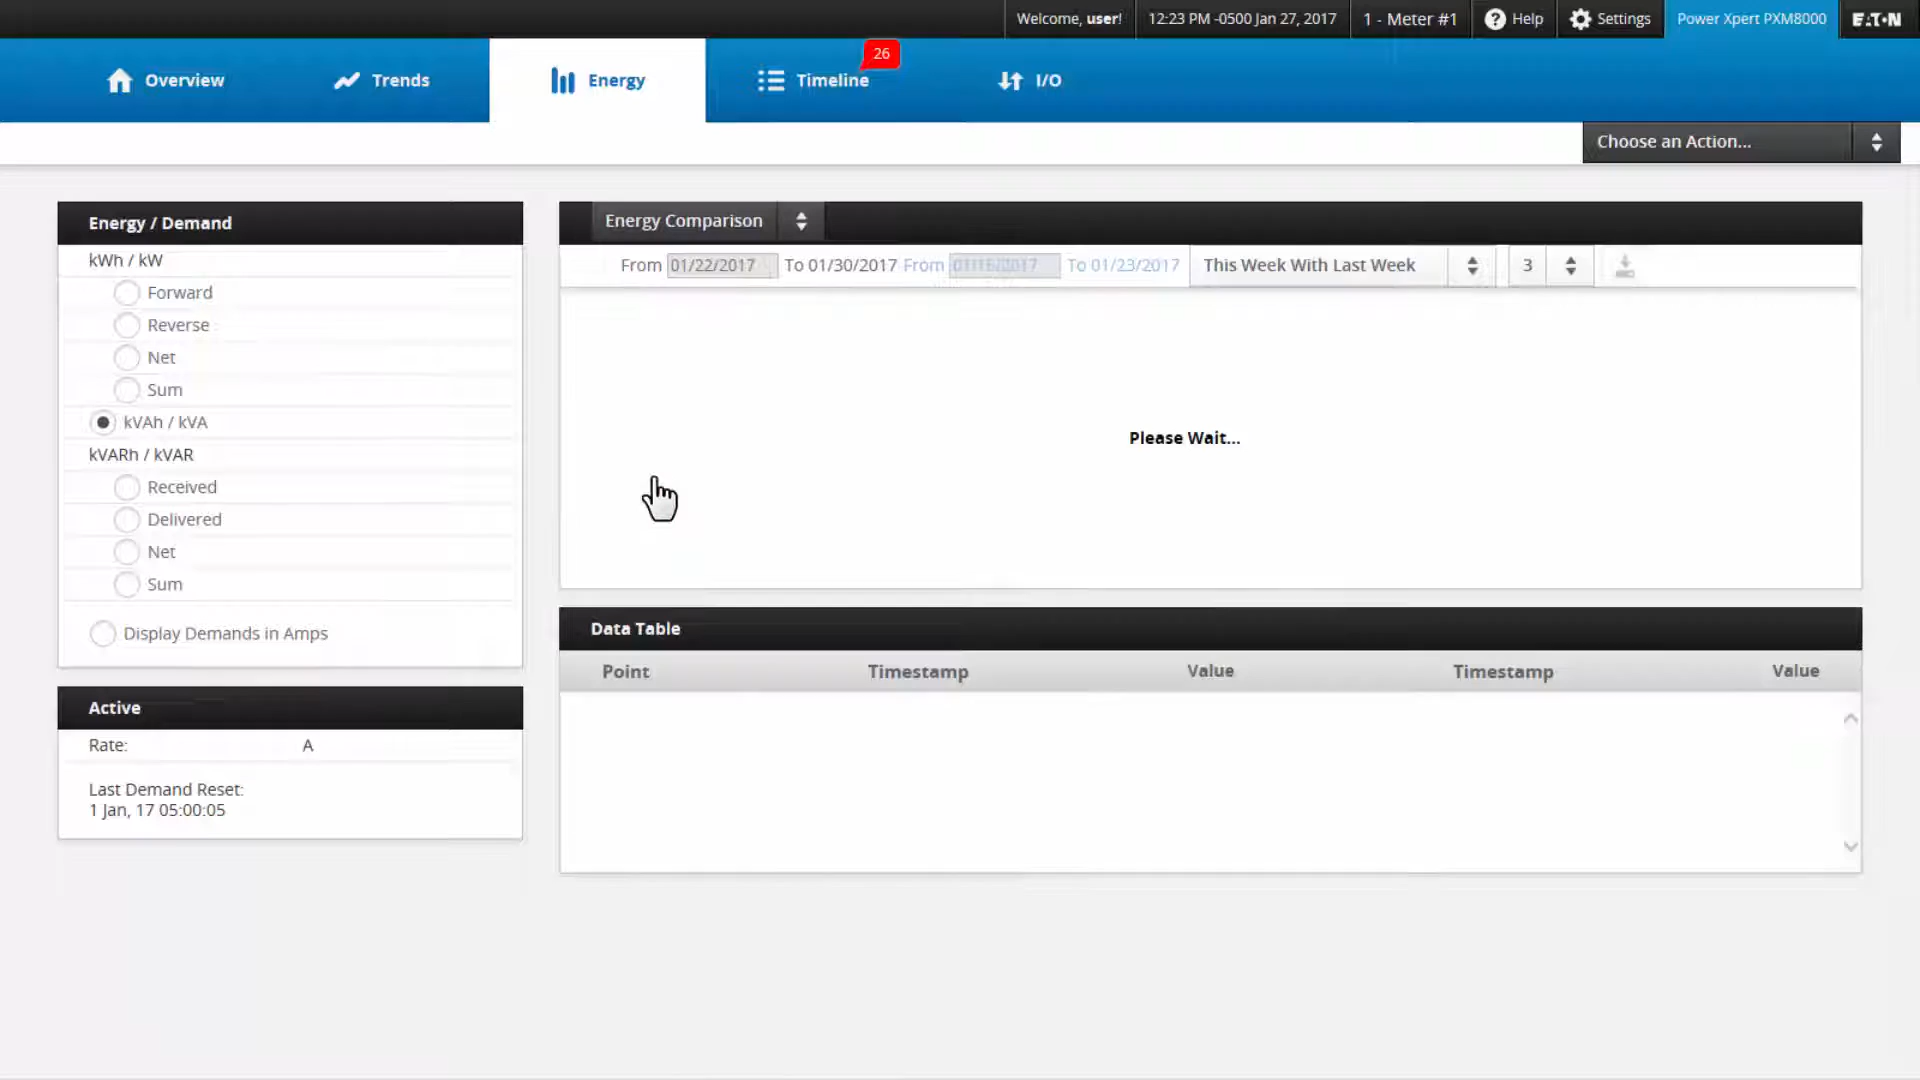 Welcome, user!
12:23 PM -0500 Jan 27, 2017
1 - Meter #1
Help
Settings
Power Xpert PXM8000
E:T·N
Overview
Trends
Energy
26
Timeline
I/O
Choose an Action...
Energy / Demand
kWh / kW
Forward
Reverse
Net
Sum
kVAh / kVA
kVARh / kVAR
Received
Delivered
Net
Sum
Display Demands in Amps
Active
Rate: A
Last Demand Reset:
1 Jan, 17 05:00:05
Energy Comparison
From 01/22/2017 To 01/30/2017 From To 01/23/2017 This Week With Last Week 3
Please Wait...
Data Table
Point Timestamp Value Timestamp Value